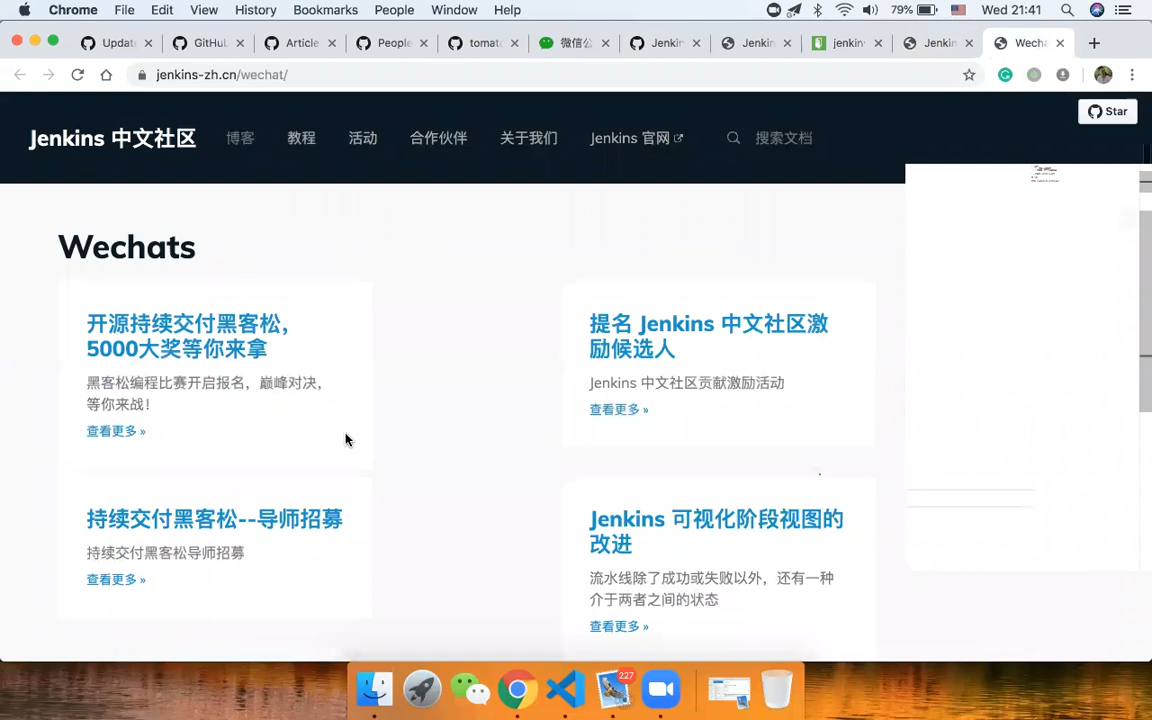 Chrome File Edit View History Bookmarks People Window Help 79% Wed 21:41
Updat GitHu Article People tomato 微信公 Jenkin Jenkin jenkin Jenkin Wecha
jenkins-zh.cn/wechat/
Star
Jenkins 中文社区 博客 教程 活动 合作伙伴 关于我们 Jenkins 官网 搜索文档
Wechats
开源持续交付黑客松，
5000大奖等你来拿
黑客松编程比赛开启报名，巅峰对决，
等你来战！
查看更多 »
提名 Jenkins 中文社区激
励候选人
Jenkins 中文社区贡献激励活动
查看更多 »
持续交付黑客松--导师招募
持续交付黑客松导师招募
查看更多 »
Jenkins 可视化阶段视图的
改进
流水线除了成功或失败以外，还有一种
介于两者之间的状态
查看更多 »
227